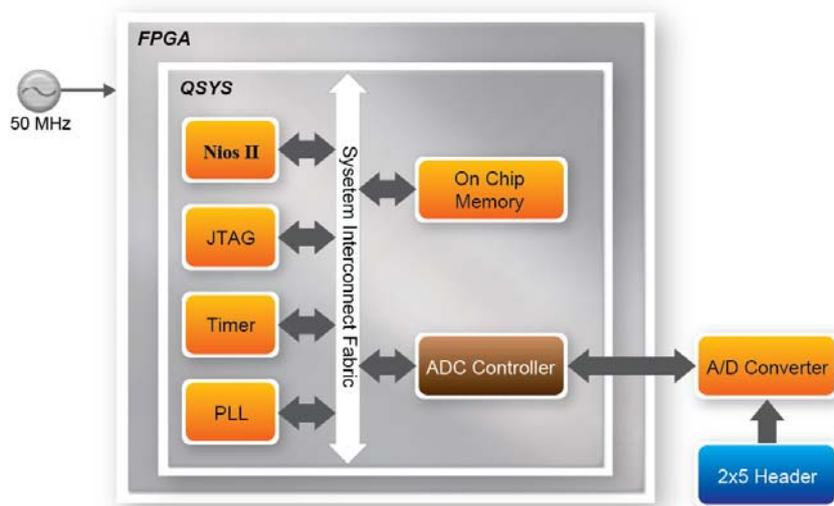 FPGA
QSYS
50 MHz
Nios II
JTAG
Timer
PLL
Sysetem Interconnect Fabric
On Chip
Memory
ADC Controller
A/D Converter
2x5 Header